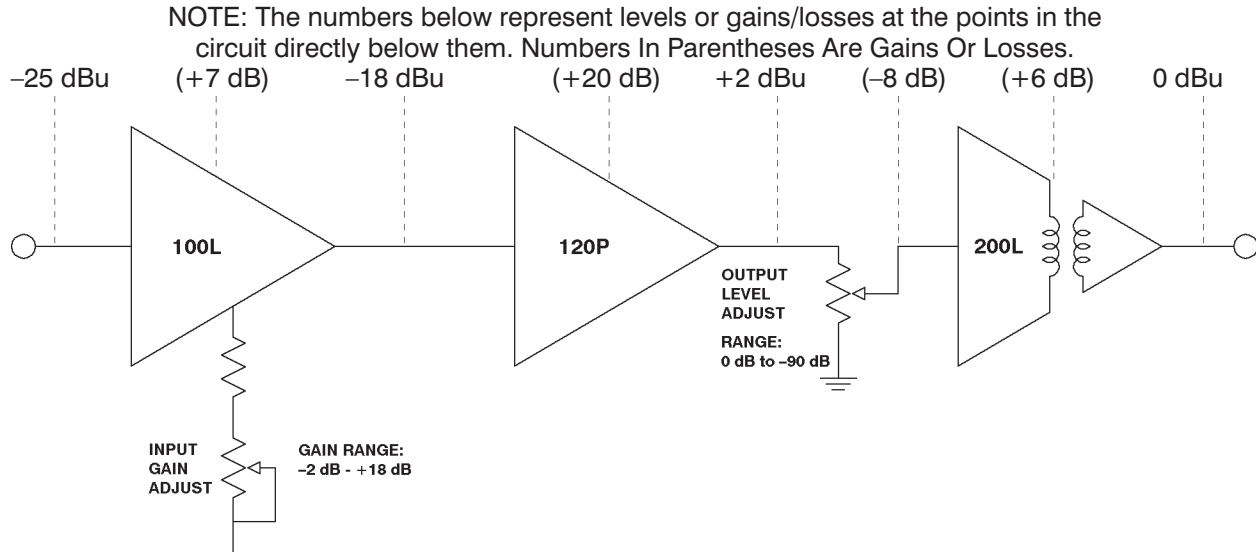 NOTE: The numbers below represent levels or gains/losses at the points in the
circuit directly below them. Numbers In Parentheses Are Gains Or Losses.
–25 dBu (+7 dB) –18 dBu (+20 dB) +2 dBu (–8 dB) (+6 dB) 0 dBu
100L
120P
200L
OUTPUT
LEVEL
ADJUST
RANGE:
0 dB to –90 dB
INPUT
GAIN
ADJUST
GAIN RANGE:
–2 dB - +18 dB